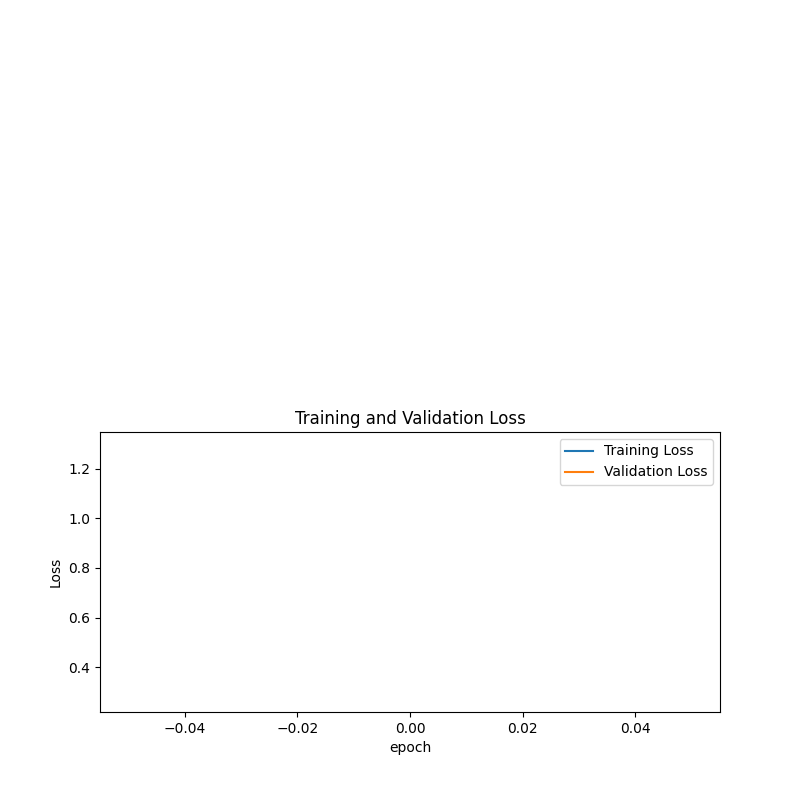 Training and Validation Loss
Training Loss
Validation Loss
1.2
1.0
0.8
0.6
0.4
Loss
−0.04 −0.02 0.00 0.02 0.04
epoch